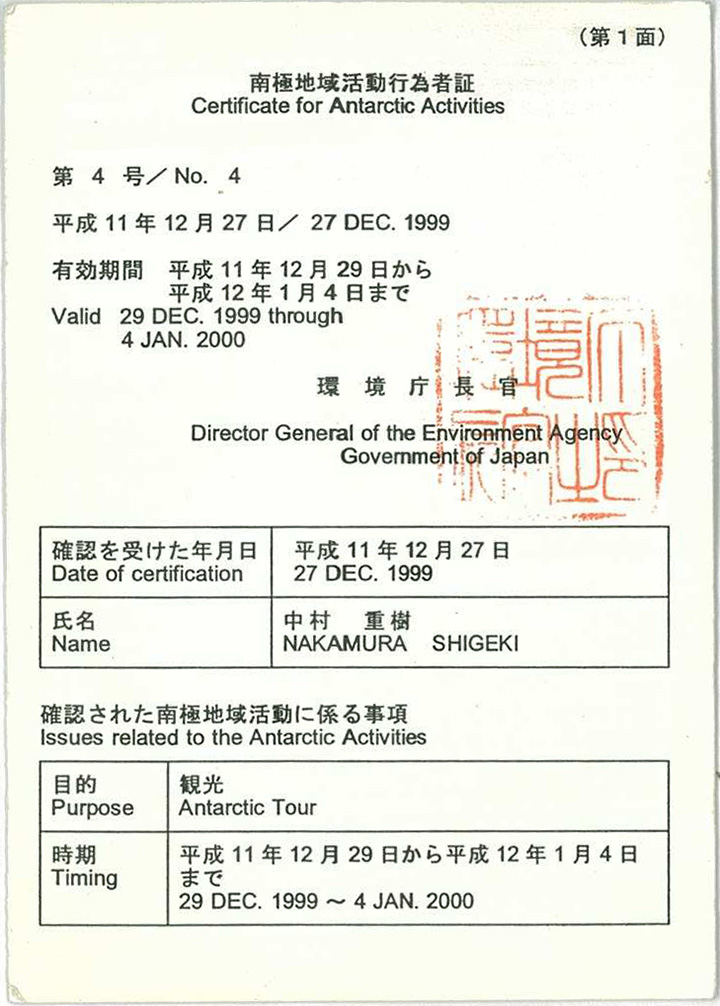 （第１面）
南極地域活動行為者証
Certificate for Antarctic Activities
第 4 号／No. 4
平成 11 年 12 月 27 日／ 27 DEC. 1999
有効期間 平成 11 年 12 月 29 日から
平成 12 年 1 月 4 日まで
Valid 29 DEC. 1999 through
4 JAN. 2000
環 境 庁 長 官
Director General of the Environment Agency
Government of Japan
確認を受けた年月日 平成 11 年 12 月 27 日
Date of certification 27 DEC. 1999
氏名 中村 重樹
Name NAKAMURA SHIGEKI
確認された南極地域活動に係る事項
Issues related to the Antarctic Activities
目的 観光
Purpose Antarctic Tour
時期 平成 11 年 12 月 29 日から平成 12 年 1 月 4 日
Timing まで
29 DEC. 1999 ～ 4 JAN. 2000